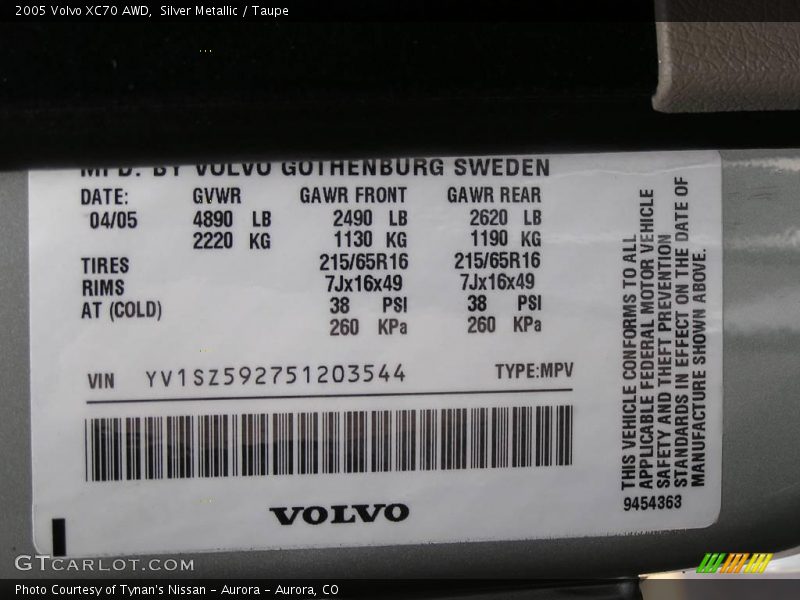 2005 Volvo XC70 AWD, Silver Metallic / Taupe
MFD. BY VOLVO GOTHENBURG SWEDEN
DATE: GVWR GAWR FRONT GAWR REAR
04/05 4890 LB 2490 LB 2620 LB
2220 KG 1130 KG 1190 KG
TIRES 215/65R16 215/65R16
RIMS 7Jx16x49 7Jx16x49
AT (COLD) 38 PSI 38 PSI
260 KPa 260 KPa
VIN YV1SZ592751203544 TYPE:MPV
VOLVO
THIS VEHICLE CONFORMS TO ALL
APPLICABLE FEDERAL MOTOR VEHICLE
SAFETY AND THEFT PREVENTION
STANDARDS IN EFFECT ON THE DATE OF
MANUFACTURE SHOWN ABOVE.
9454363
GTCARLOT.COM
Photo Courtesy of Tynan's Nissan - Aurora - Aurora, CO